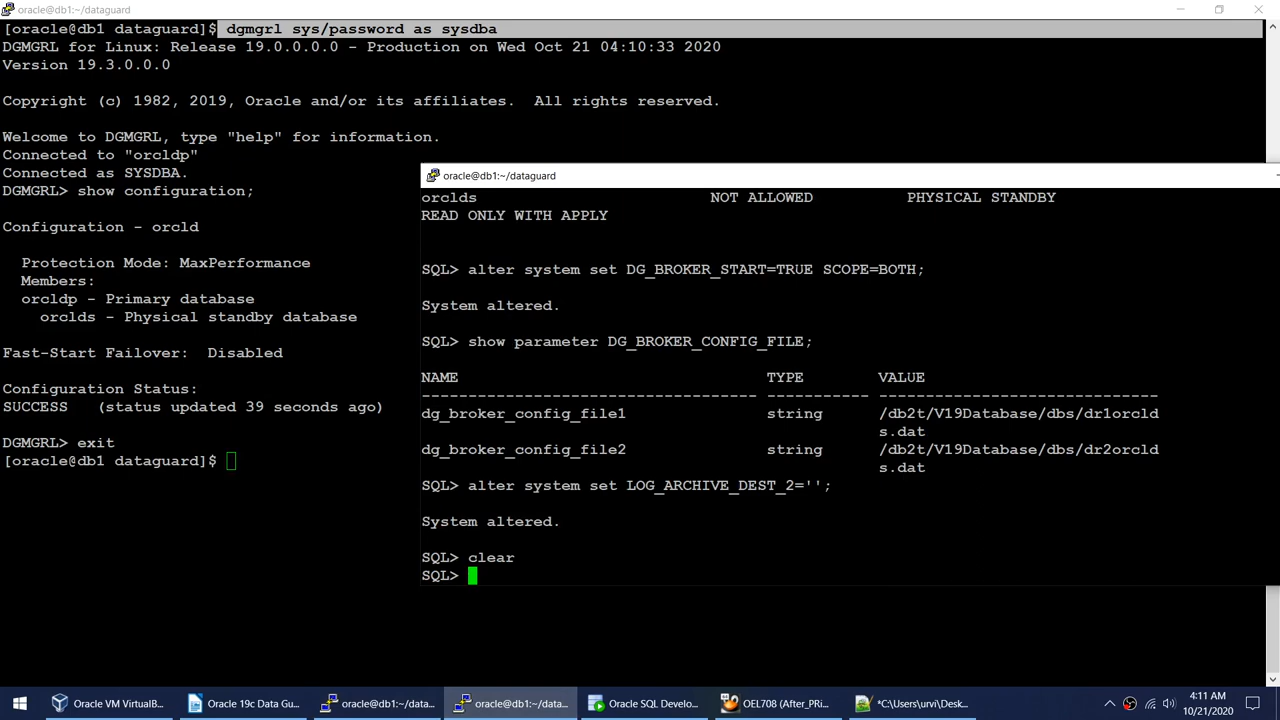 oracle@db1:~/dataguard
[oracle@db1 dataguard]$ dgmgrl sys/password as sysdba
DGMGRL for Linux: Release 19.0.0.0.0 - Production on Wed Oct 21 04:10:33 2020
Version 19.3.0.0.0
Copyright (c) 1982, 2019, Oracle and/or its affiliates.  All rights reserved.
Welcome to DGMGRL, type "help" for information.
Connected to "orcldp"
Connected as SYSDBA.
DGMGRL> show configuration;
Configuration - orcld
Protection Mode: MaxPerformance
Members:
orcldp - Primary database
orclds - Physical standby database
Fast-Start Failover:  Disabled
Configuration Status:
SUCCESS   (status updated 39 seconds ago)
DGMGRL> exit
[oracle@db1 dataguard]$
oracle@db1:~/dataguard
orclds NOT ALLOWED PHYSICAL STANDBY
READ ONLY WITH APPLY
SQL> alter system set DG_BROKER_START=TRUE SCOPE=BOTH;
System altered.
SQL> show parameter DG_BROKER_CONFIG_FILE;
NAME TYPE VALUE
------------------------------------ ----------- ------------------------------
dg_broker_config_file1 string /db2t/V19Database/dbs/dr1orcld
s.dat
dg_broker_config_file2 string /db2t/V19Database/dbs/dr2orcld
s.dat
SQL> alter system set LOG_ARCHIVE_DEST_2='';
System altered.
SQL> clear
SQL>
Oracle VM VirtualB... Oracle 19c Data Gu... oracle@db1:~/data... oracle@db1:~/data... Oracle SQL Develo... OEL708 (After_PRi... *C:\Users\urvi\Desk... 4:11 AM
10/21/2020